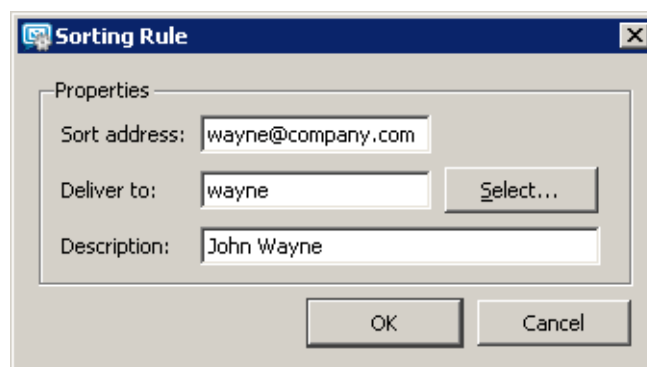 Sorting Rule
Properties
Sort address: wayne@company.com
Deliver to: wayne Select...
Description: John Wayne
OK Cancel